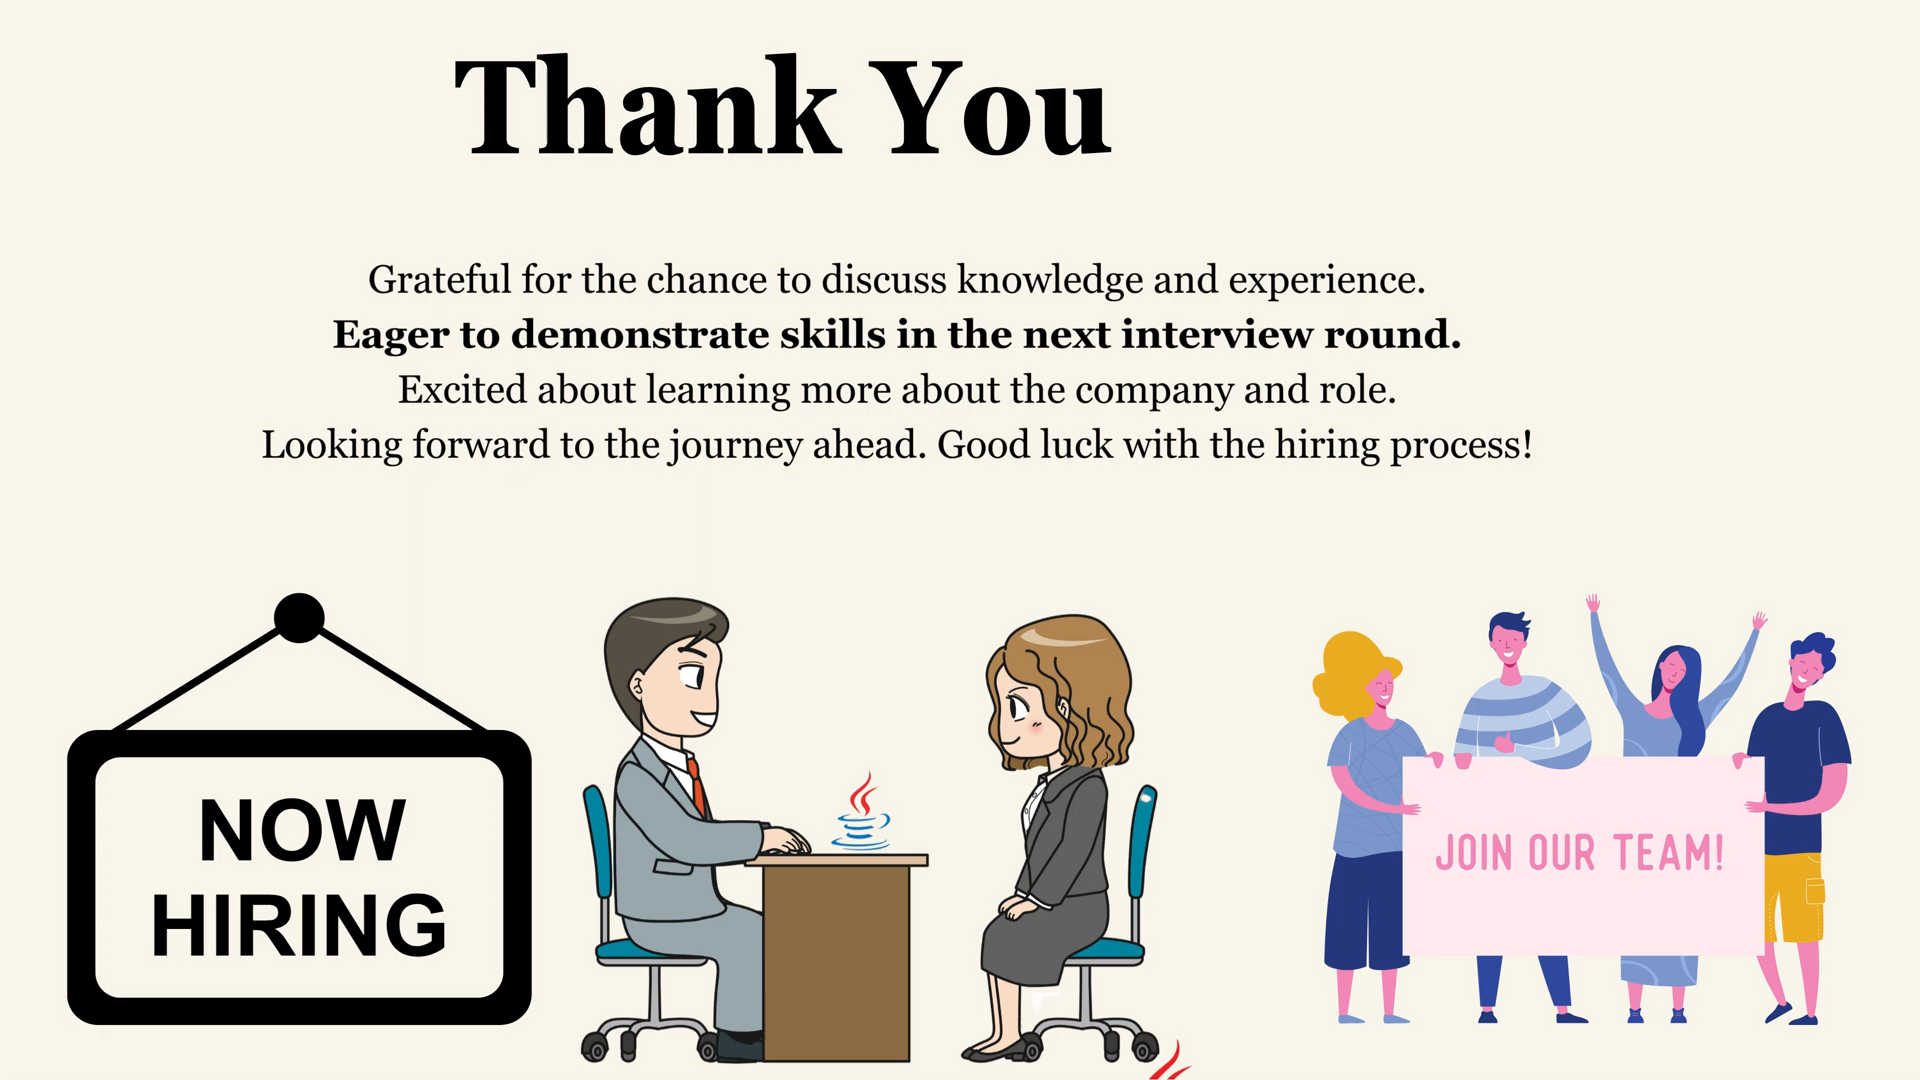 Thank You
Grateful for the chance to discuss knowledge and experience.
Eager to demonstrate skills in the next interview round.
Excited about learning more about the company and role.
Looking forward to the journey ahead. Good luck with the hiring process!
NOW
HIRING
JOIN OUR TEAM!